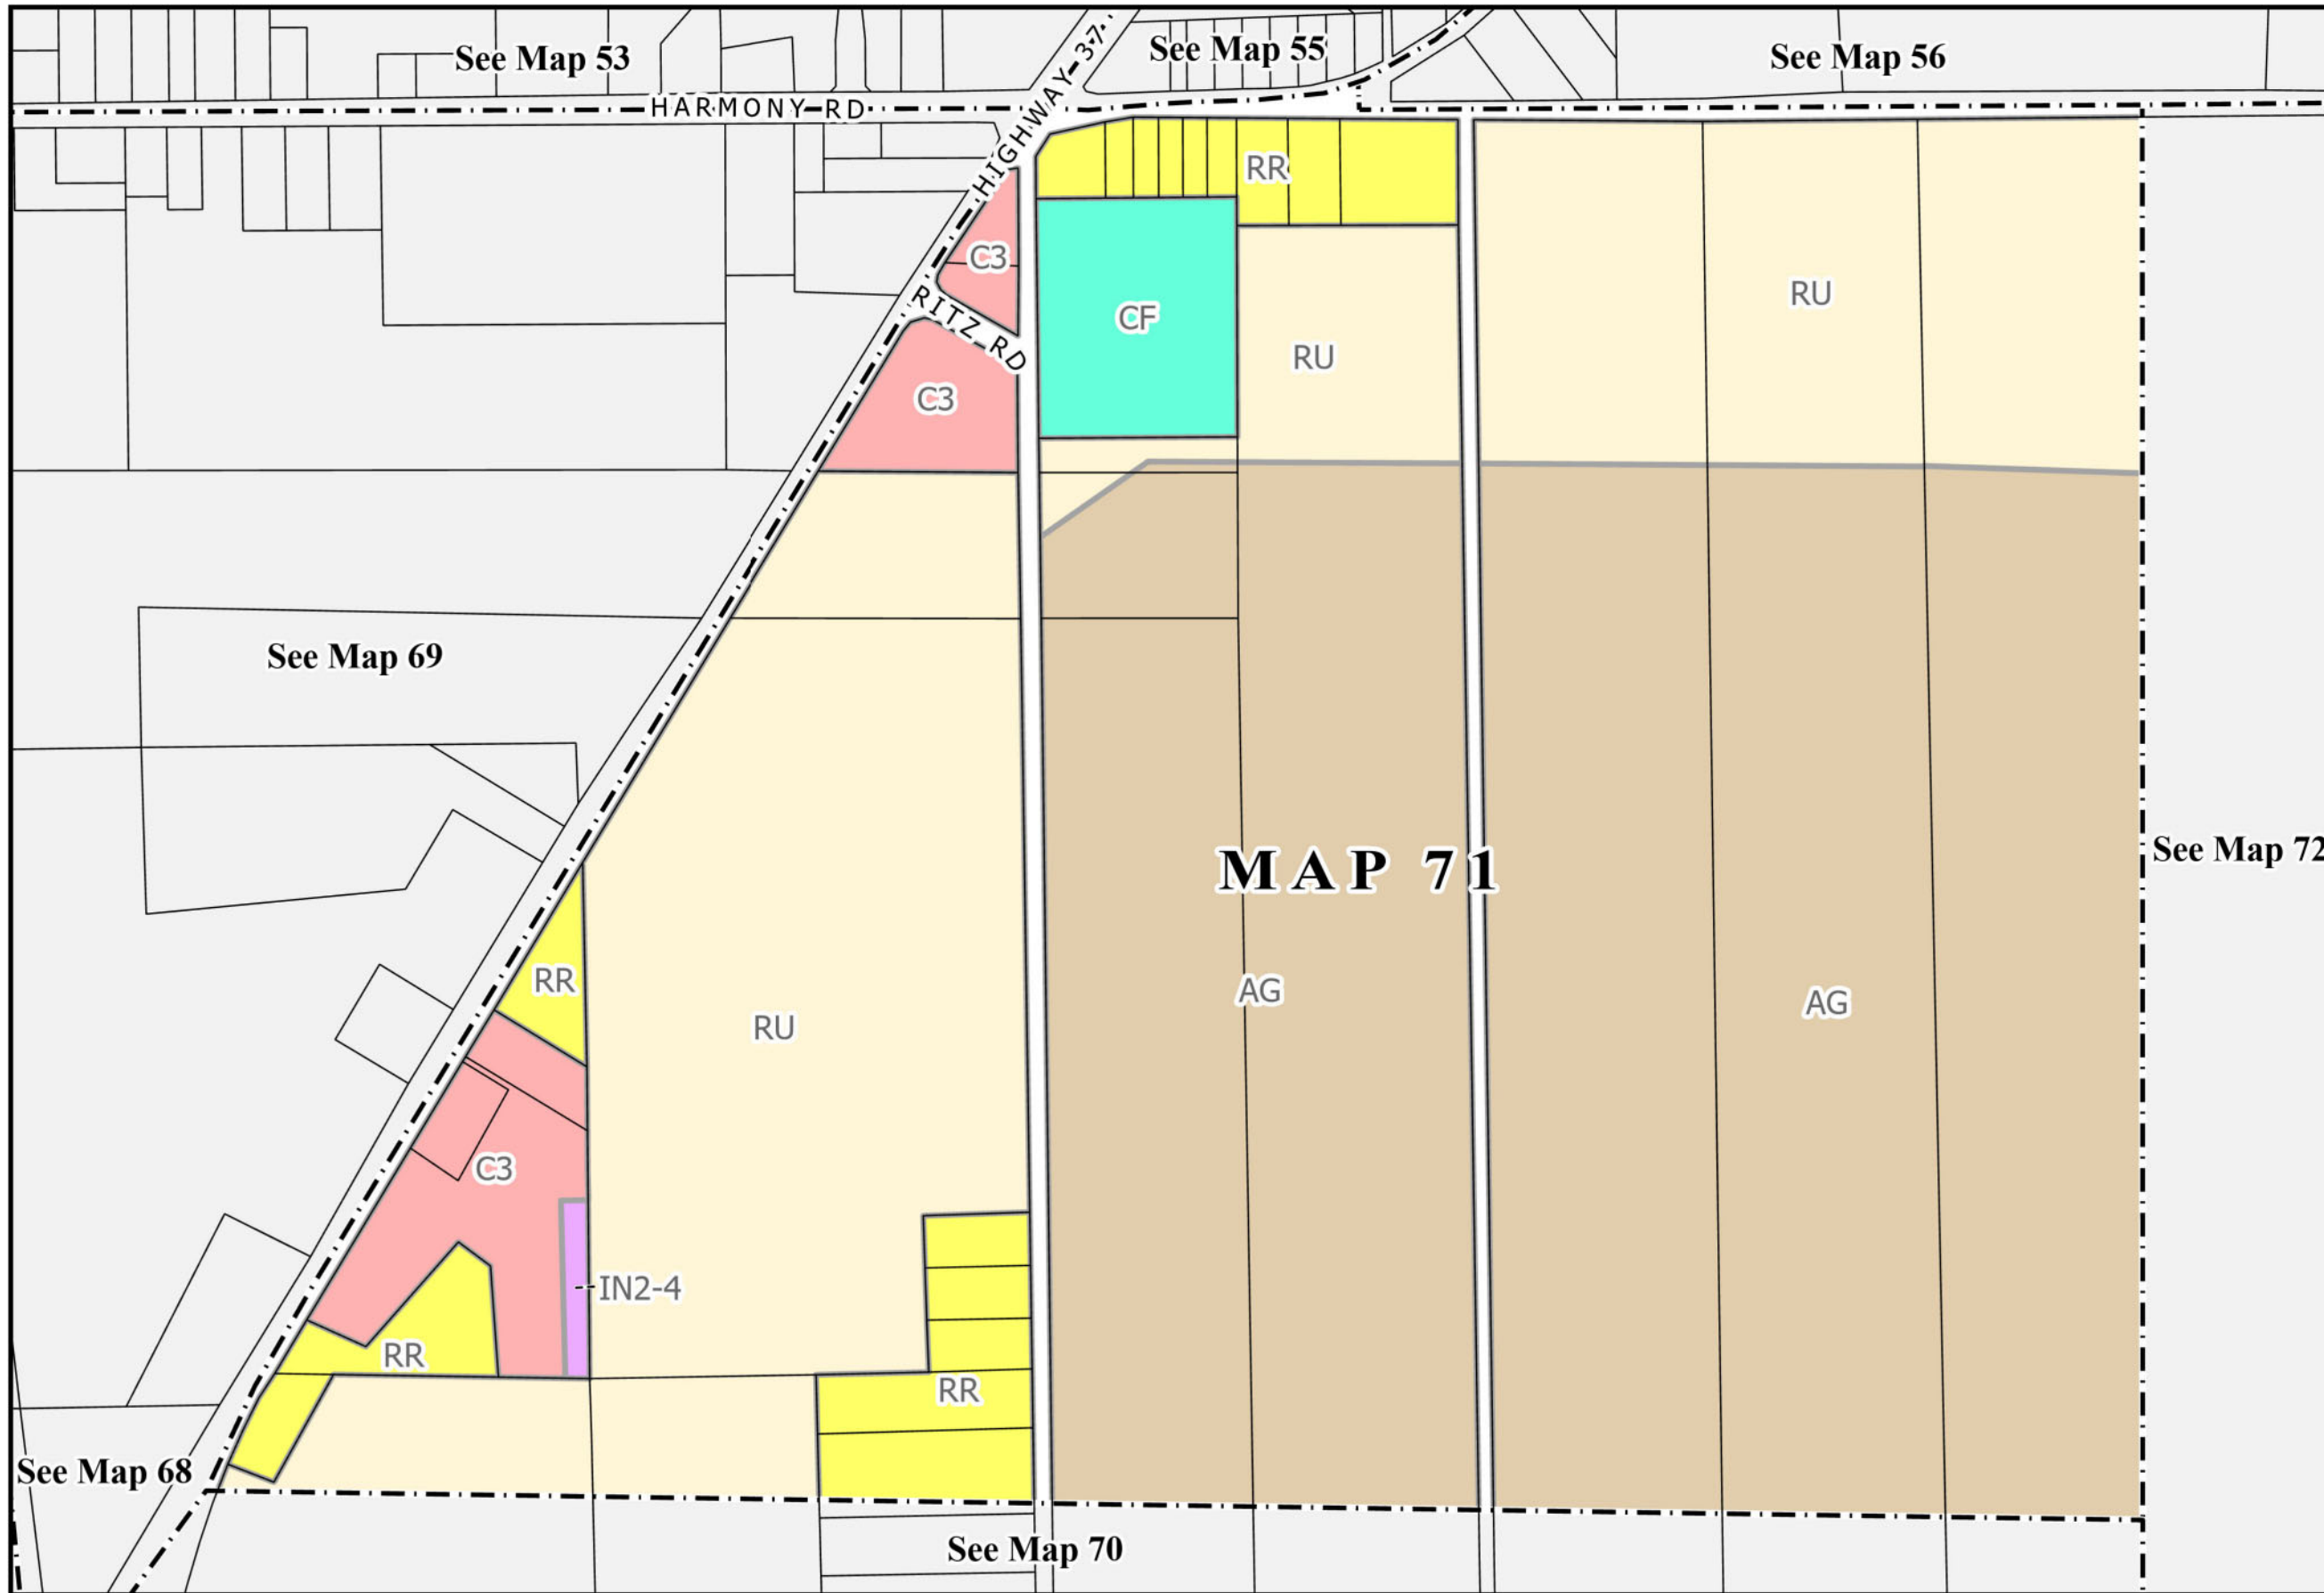 See Map 53
See Map 55
See Map 56
HARMONY RD
HIGHWAY 37
RR
C3
RITZ RD
CF
RU
RU
C3
See Map 69
MAP 71
See Map 72
RR
RU
AG
AG
C3
IN2-4
RR
RR
See Map 68
See Map 70